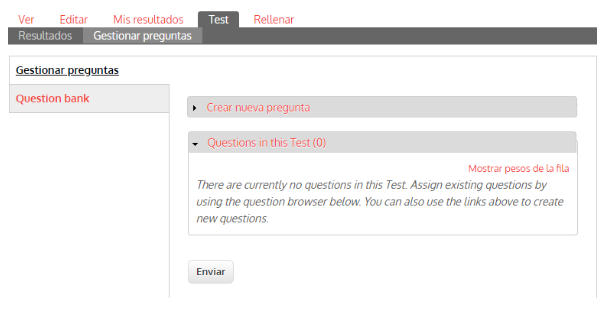 Ver Editar Mis resultados Test Rellenar
Resultados Gestionar preguntas
Gestionar preguntas
Question bank
Crear nueva pregunta
Questions in this Test (0)
Mostrar pesos de la fila
There are currently no questions in this Test. Assign existing questions by
using the question browser below. You can also use the links above to create
new questions.
Enviar